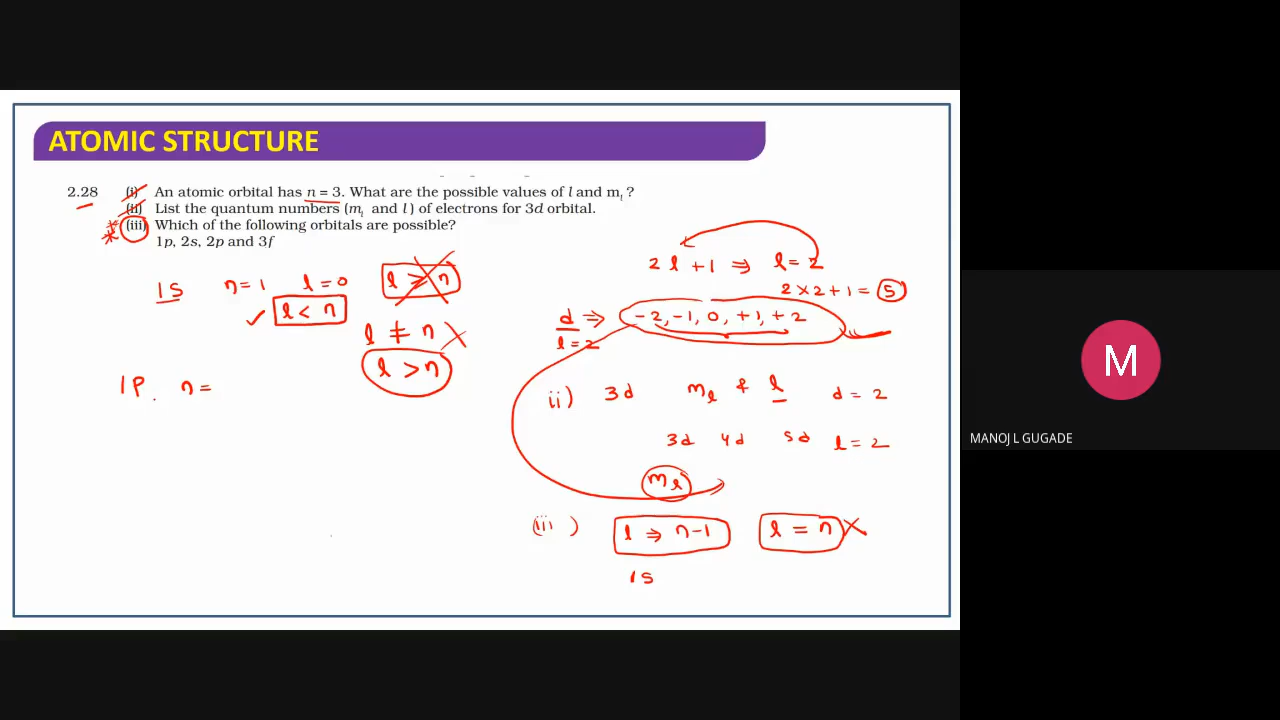 ATOMIC STRUCTURE
2.28 (i) An atomic orbital has n = 3. What are the possible values of l and mₗ ?
(ii) List the quantum numbers (mₗ and l ) of electrons for 3d orbital.
(iii) Which of the following orbitals are possible?
1p, 2s, 2p and 3f
1S n=1 l=0 l ≥ n
l < n
l ≠ n
l > n
1P. n =
2l+1 ⇒ l=2
2×2+1=5
d ⇒ -2,-1,0,+1,+2
l=2
ii) 3d mₗ & l d=2
3d 4d 5d l=2
mₗ
(iii) l ⇒ n-1 l = n
1s
M
MANOJ L GUGADE